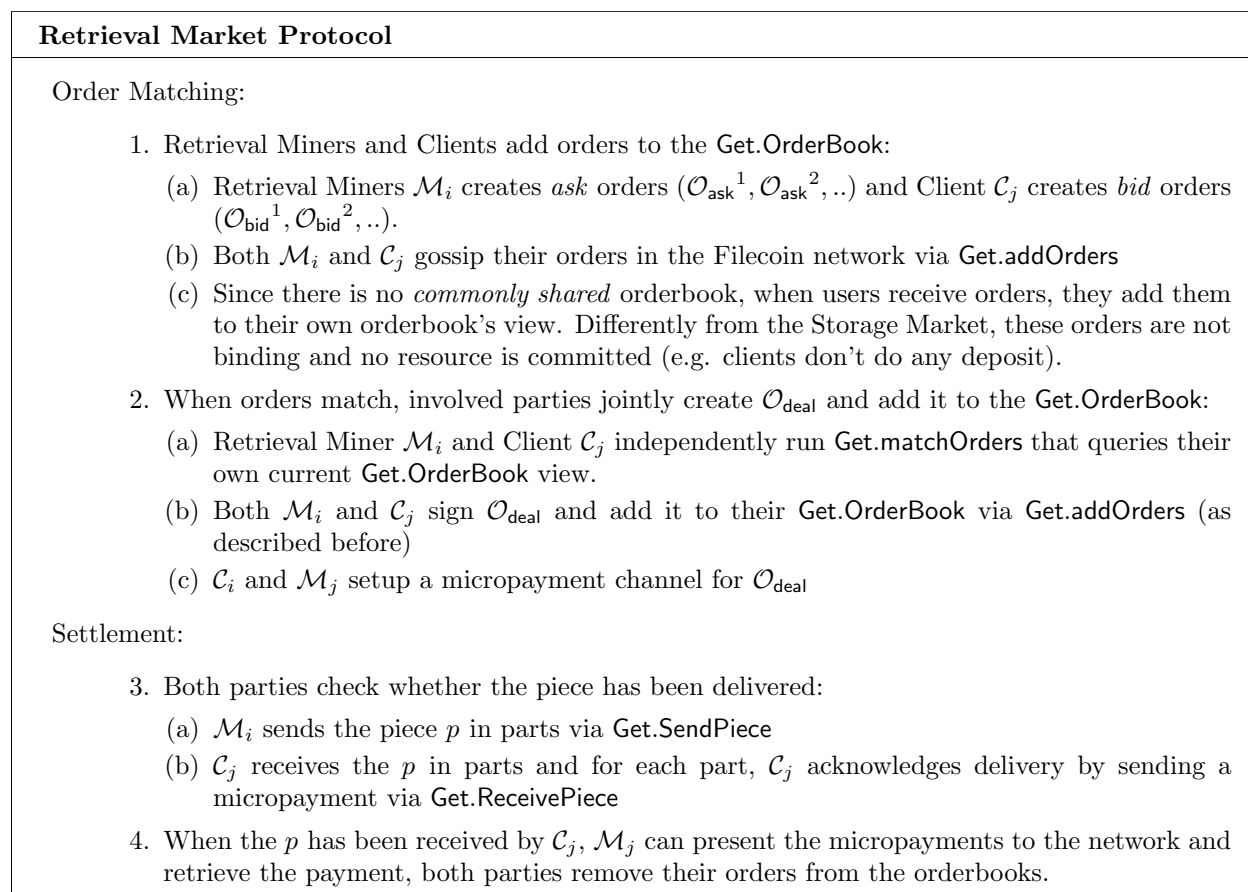 Retrieval Market Protocol
Order Matching:
1. Retrieval Miners and Clients add orders to the Get.OrderBook:
(a) Retrieval Miners ℳᵢ creates ask orders (𝒪ask¹, 𝒪ask², ..) and Client 𝒞ⱼ creates bid orders
(𝒪bid¹, 𝒪bid², ..).
(b) Both ℳᵢ and 𝒞ⱼ gossip their orders in the Filecoin network via Get.addOrders
(c) Since there is no commonly shared orderbook, when users receive orders, they add them
to their own orderbook's view. Differently from the Storage Market, these orders are not
binding and no resource is committed (e.g. clients don't do any deposit).
2. When orders match, involved parties jointly create 𝒪deal and add it to the Get.OrderBook:
(a) Retrieval Miner ℳᵢ and Client 𝒞ⱼ independently run Get.matchOrders that queries their
own current Get.OrderBook view.
(b) Both ℳᵢ and 𝒞ⱼ sign 𝒪deal and add it to their Get.OrderBook via Get.addOrders (as
described before)
(c) 𝒞ᵢ and ℳⱼ setup a micropayment channel for 𝒪deal
Settlement:
3. Both parties check whether the piece has been delivered:
(a) ℳᵢ sends the piece p in parts via Get.SendPiece
(b) 𝒞ⱼ receives the p in parts and for each part, 𝒞ⱼ acknowledges delivery by sending a
micropayment via Get.ReceivePiece
4. When the p has been received by 𝒞ⱼ, ℳⱼ can present the micropayments to the network and
retrieve the payment, both parties remove their orders from the orderbooks.